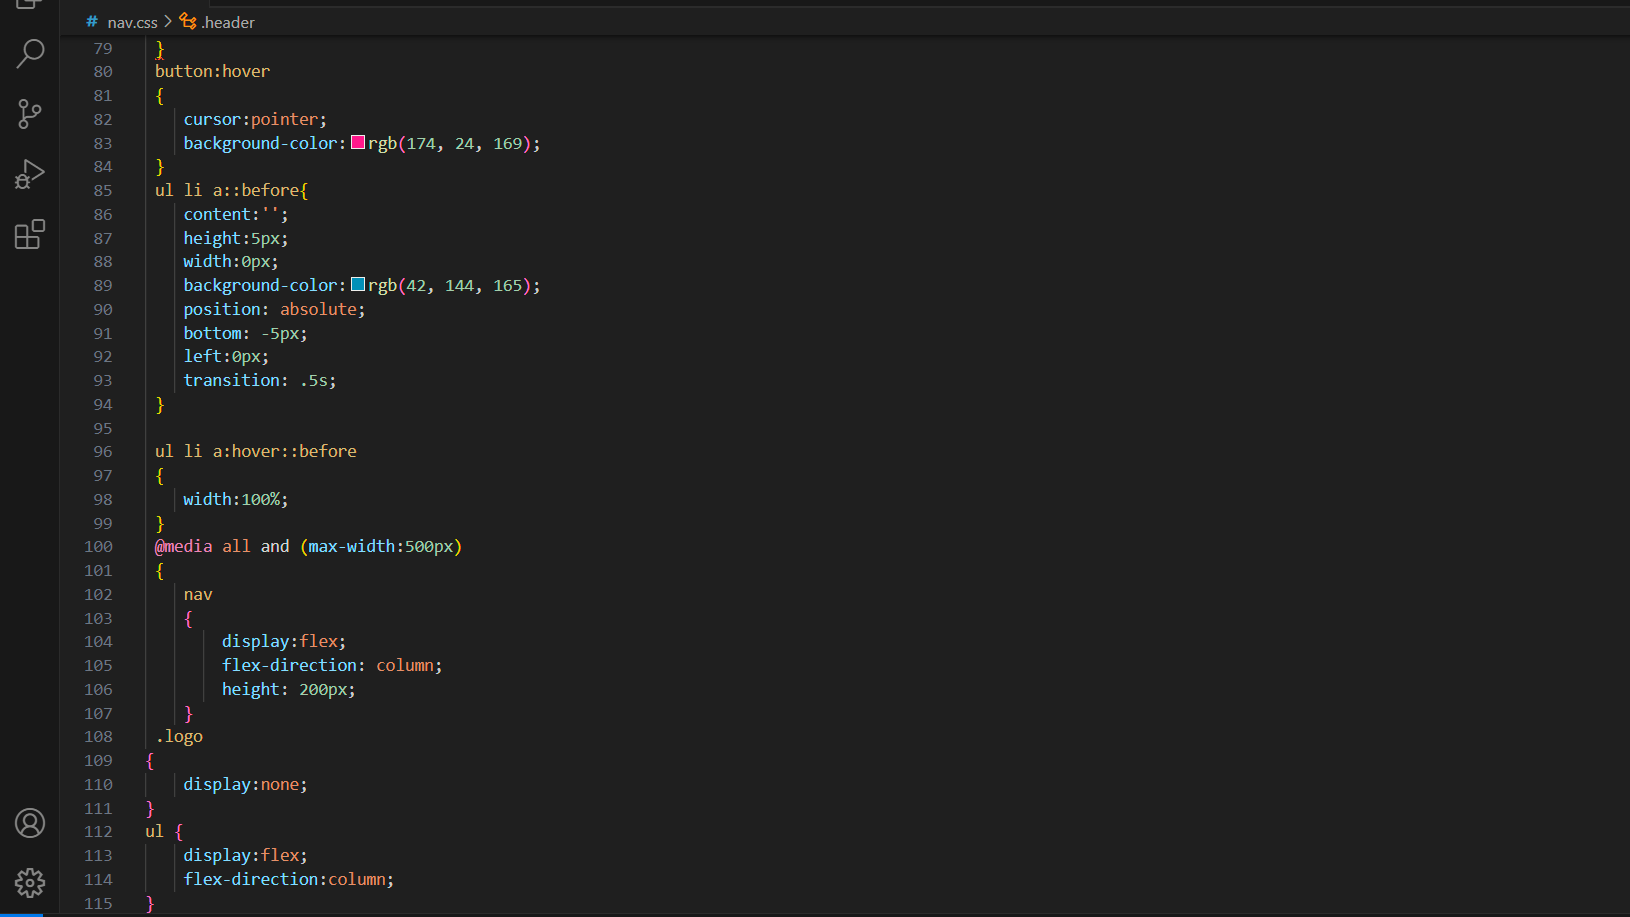 # nav.css > .header
79 }
80 button:hover
81 {
82 cursor:pointer;
83 background-color: rgb(174, 24, 169);
84 }
85 ul li a::before{
86 content:'';
87 height:5px;
88 width:0px;
89 background-color: rgb(42, 144, 165);
90 position: absolute;
91 bottom: -5px;
92 left:0px;
93 transition: .5s;
94 }
95
96 ul li a:hover::before
97 {
98 width:100%;
99 }
100 @media all and (max-width:500px)
101 {
102 nav
103 {
104 display:flex;
105 flex-direction: column;
106 height: 200px;
107 }
108 .logo
109 {
110 display:none;
111 }
112 ul {
113 display:flex;
114 flex-direction:column;
115 }